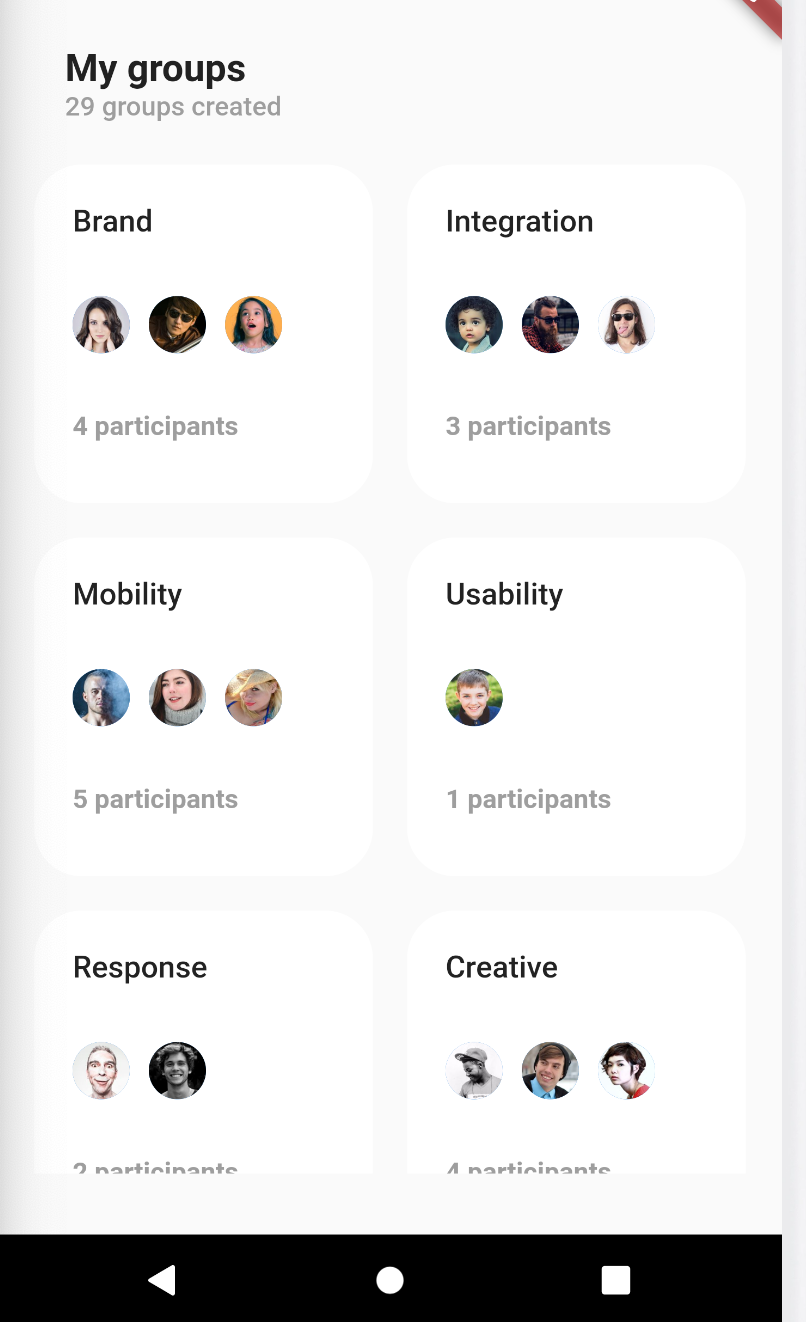 My groups
29 groups created
Brand
Integration
4 participants
3 participants
Mobility
Usability
5 participants
1 participants
Response
Creative
2 participants
4 participants